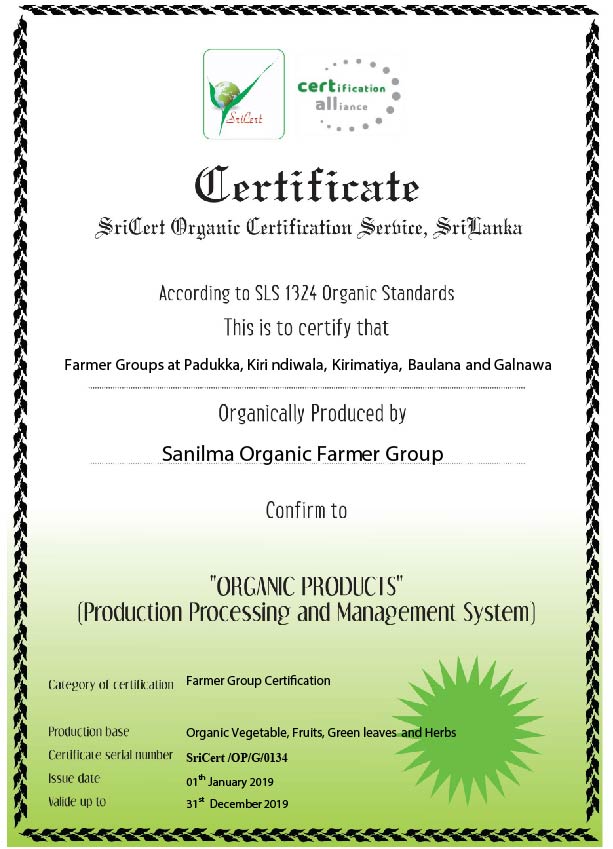 SriCert
certification
alliance
Certificate
SriCert Organic Certification Service, SriLanka
According to SLS 1324 Organic Standards
This is to certify that
Farmer Groups at Padukka, Kiri ndiwala, Kirimatiya, Baulana and Galnawa
Organically Produced by
Sanilma Organic Farmer Group
Confirm to
"ORGANIC PRODUCTS"
(Production Processing and Management System)
Category of certification Farmer Group Certification
Production base Organic Vegetable, Fruits, Green leaves and Herbs
Certificate serial number SriCert /OP/G/0134
Issue date 01th January 2019
Valide up to 31st December 2019